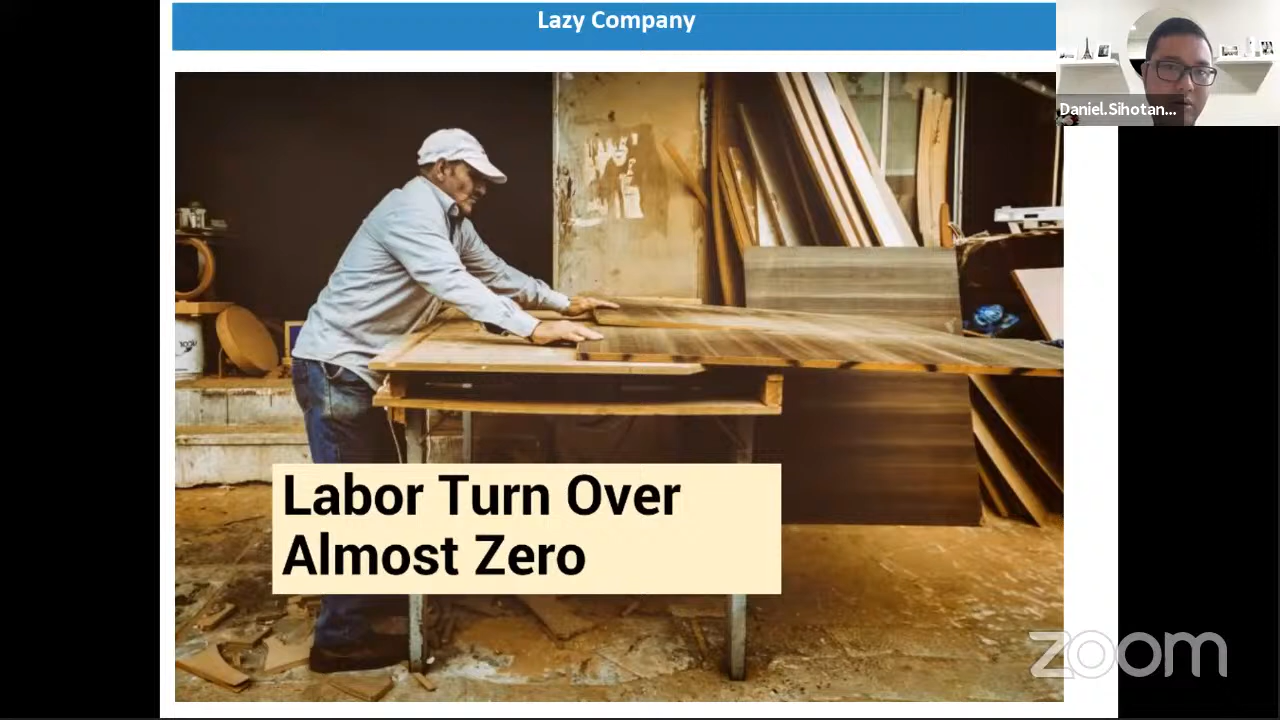 Lazy Company
Daniel.Sihotan...
Labor Turn Over
Almost Zero
zoom